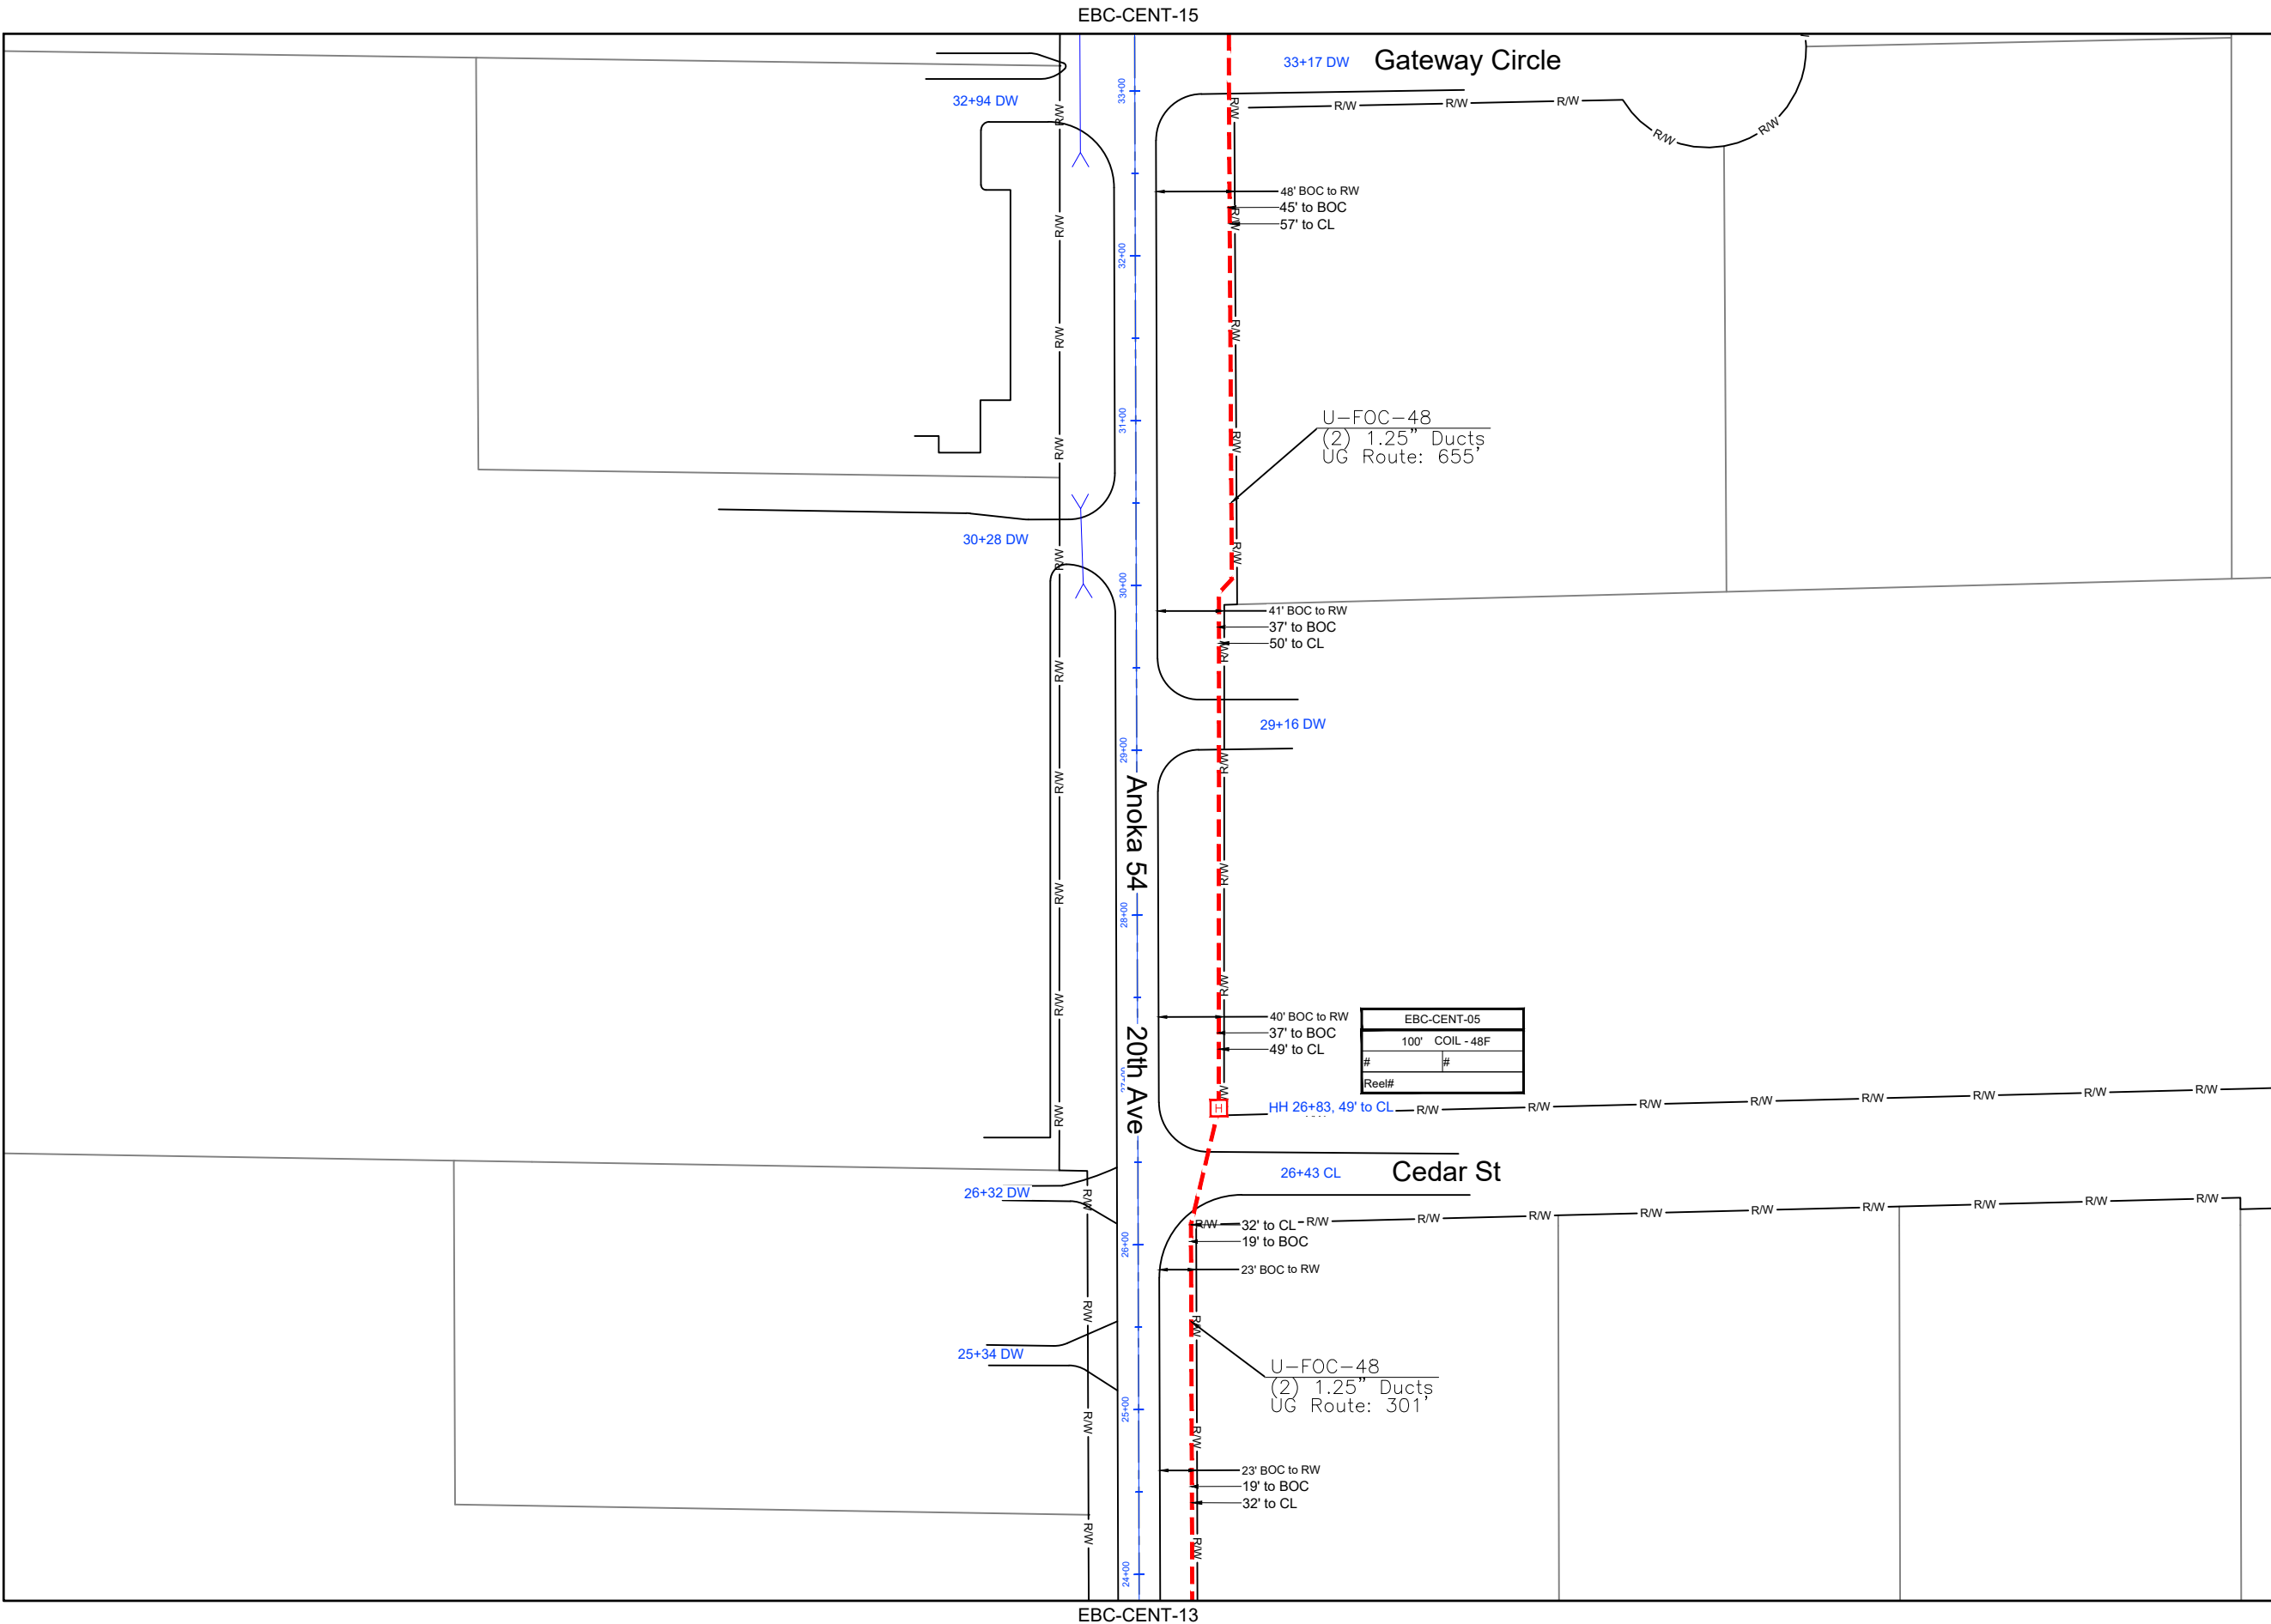 EBC-CENT-15
33+17 DW
Gateway Circle
32+94 DW
33+00
R/W
R/W
R/W
R/W
R/W
R/W
R/W
48' BOC to RW
45' to BOC
57' to CL
R/W
R/W
32+00
R/W
R/W
31+00
U-FOC-48
(2) 1.25" Ducts
UG Route: 655'
R/W
R/W
30+28 DW
R/W
R/W
30+00
41' BOC to RW
37' to BOC
50' to CL
R/W
R/W
29+16 DW
29+00
R/W
R/W
Anoka 54
R/W
R/W
28+00
R/W
R/W
40' BOC to RW
37' to BOC
49' to CL
EBC-CENT-05
100' COIL - 48F
# #
Reel#
20th Ave
R/W
R/W
H
HH 26+83, 49' to CL
R/W
R/W
R/W
R/W
R/W
R/W
R/W
R/W
26+43 CL
Cedar St
26+32 DW
R/W
R/W
32' to CL
R/W
R/W
R/W
R/W
R/W
R/W
R/W
R/W
R/W
19' to BOC
26+00
23' BOC to RW
R/W
R/W
25+34 DW
U-FOC-48
(2) 1.25" Ducts
UG Route: 301'
25+00
R/W
R/W
23' BOC to RW
19' to BOC
32' to CL
R/W
R/W
24+00
EBC-CENT-13